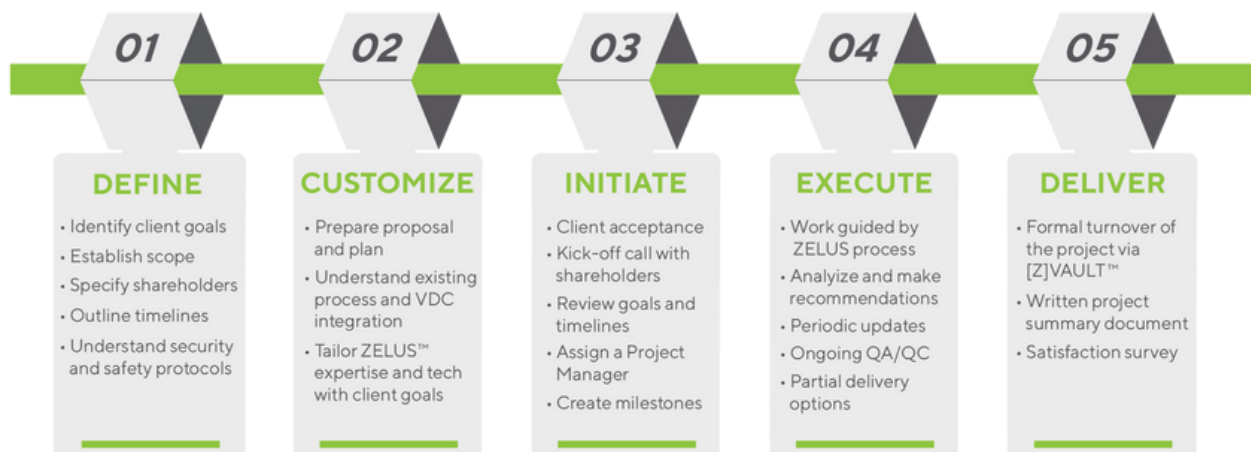 01
DEFINE
• Identify client goals
• Establish scope
• Specify shareholders
• Outline timelines
• Understand security
and safety protocols
02
CUSTOMIZE
• Prepare proposal
and plan
• Understand existing
process and VDC
integration
• Tailor ZELUS™
expertise and tech
with client goals
03
INITIATE
• Client acceptance
• Kick-off call with
shareholders
• Review goals and
timelines
• Assign a Project
Manager
• Create milestones
04
EXECUTE
• Work guided by
ZELUS process
• Analyize and make
recommendations
• Periodic updates
• Ongoing QA/QC
• Partial delivery
options
05
DELIVER
• Formal turnover of
the project via
[Z]VAULT™
• Written project
summary document
• Satisfaction survey